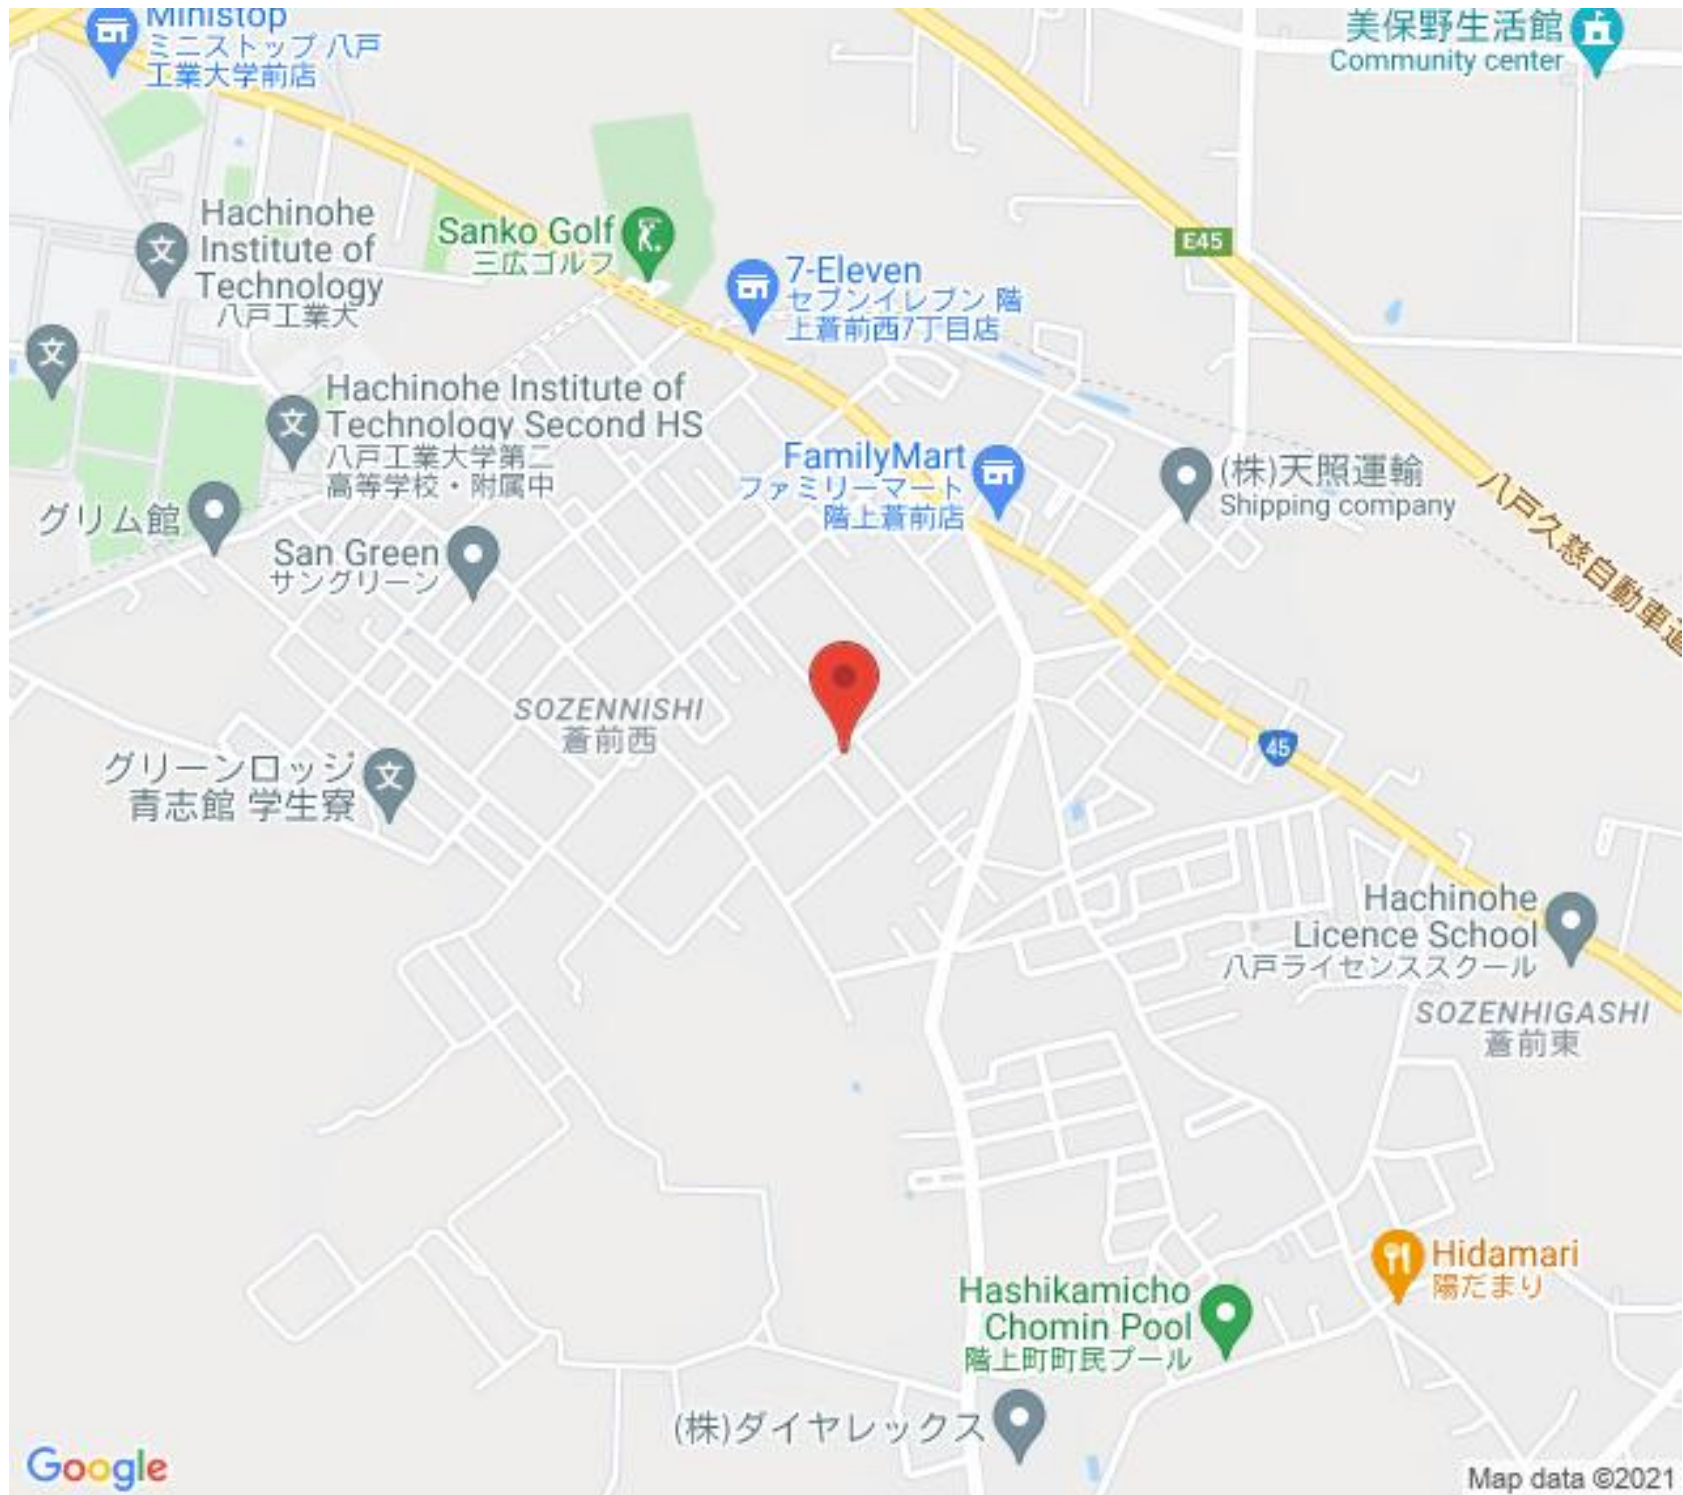 Ministop
ミニストップ 八戸
工業大学前店
美保野生活館
Community center
Hachinohe
Institute of
Technology
八戸工業大
Sanko Golf
三広ゴルフ
E45
7-Eleven
セブンイレブン 階
上蒼前西7丁目店
文
文
文
Hachinohe Institute of
Technology Second HS
八戸工業大学第二
高等学校・附属中
FamilyMart
ファミリーマート
階上蒼前店
(株)天照運輸
Shipping company
八戸久慈自動車道
グリム館
San Green
サングリーン
SOZENNISHI
蒼前西
グリーンロッジ
青志館 学生寮
文
45
Hachinohe
Licence School
八戸ライセンススクール
SOZENHIGASHI
蒼前東
Hidamari
陽だまり
Hashikamicho
Chomin Pool
階上町町民プール
(株)ダイヤレックス
Google
Map data ©2021